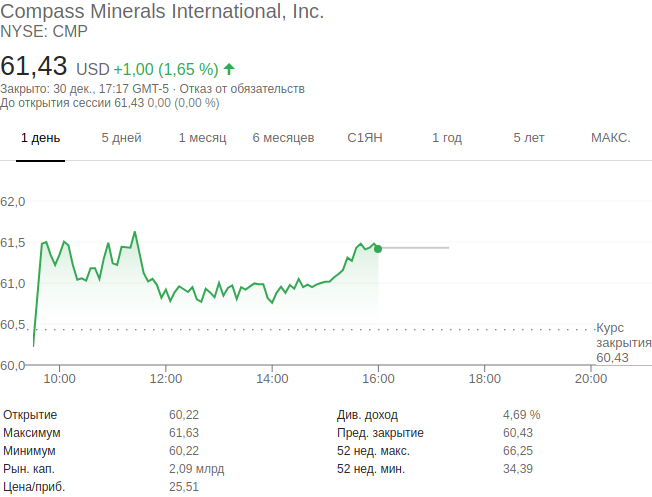 Compass Minerals International, Inc.
NYSE: CMP
61,43 USD +1,00 (1,65 %)
Закрыто: 30 дек., 17:17 GMT-5 · Отказ от обязательств
До открытия сессии 61,43 0,00 (0,00 %)
1 день 5 дней 1 месяц 6 месяцев С1ЯН 1 год 5 лет МАКС.
62,0
61,5
61,0
60,5
60,0
Курс
закрытия
60,43
10:00 12:00 14:00 16:00 18:00 20:00
Открытие 60,22 Див. доход 4,69 %
Максимум 61,63 Пред. закрытие 60,43
Минимум 60,22 52 нед. макс. 66,25
Рын. кап. 2,09 млрд 52 нед. мин. 34,39
Цена/приб. 25,51